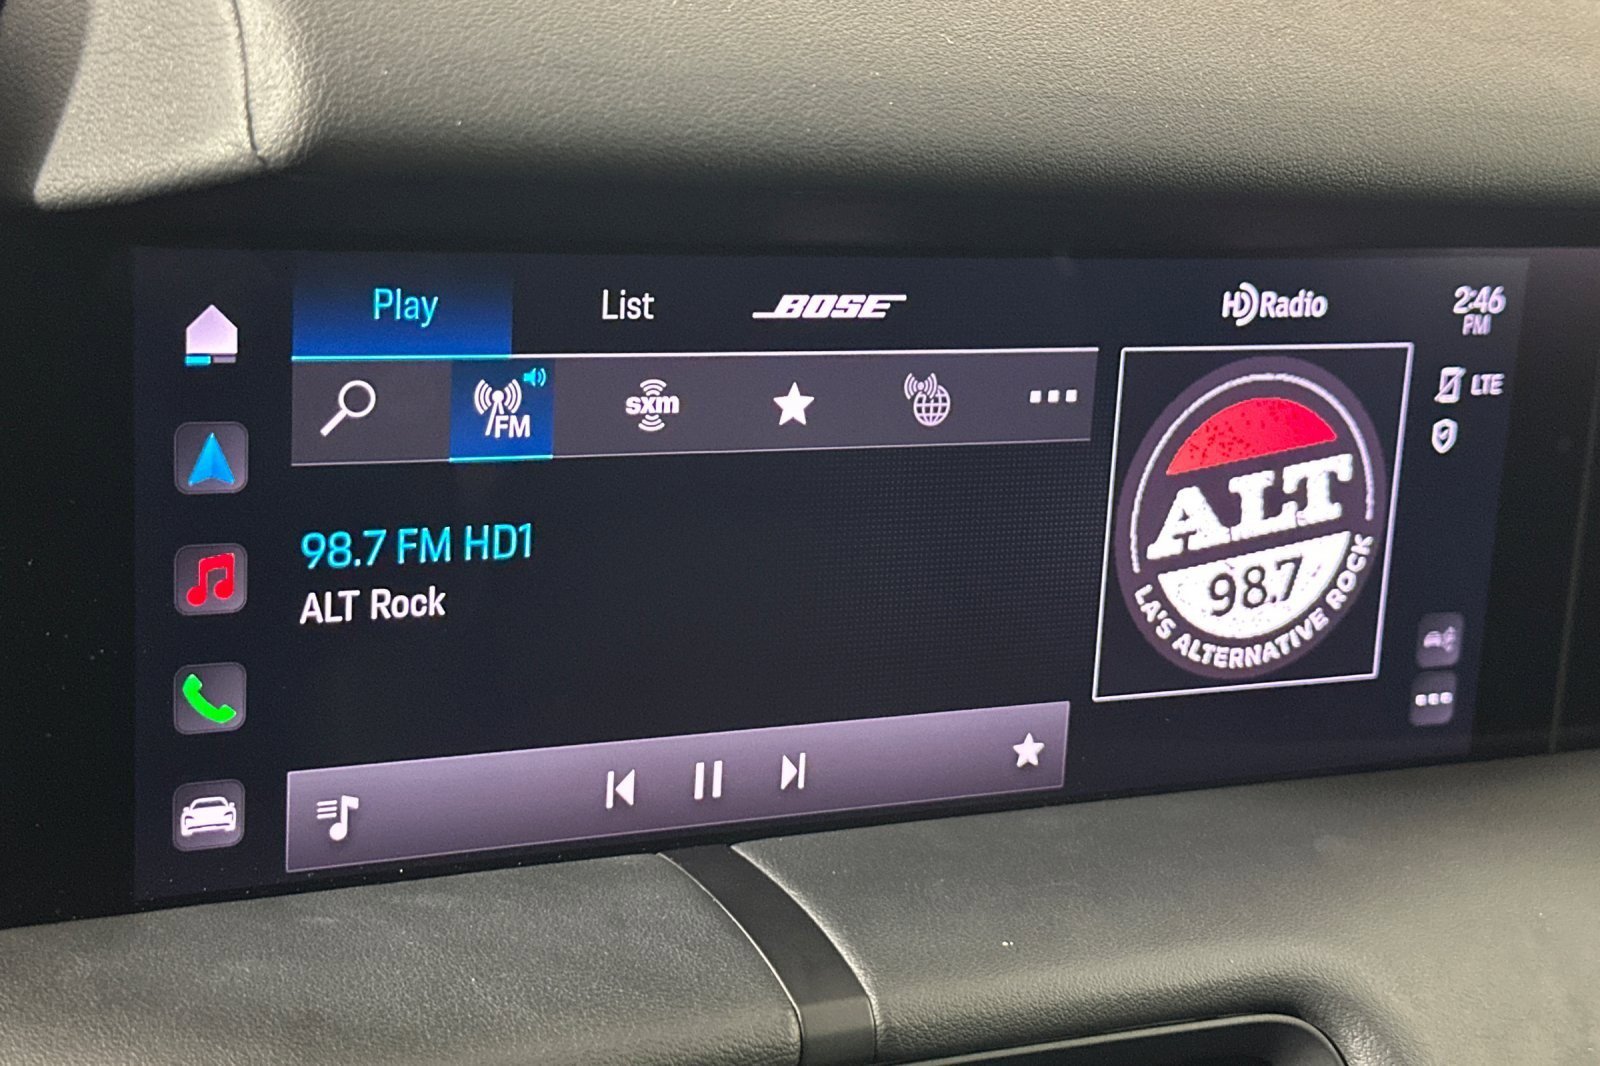 Play
List
BOSE
HD Radio
2:46
PM
FM
sxm
LTE
98.7 FM HD1
ALT Rock
ALT
98.7
LA'S ALTERNATIVE ROCK